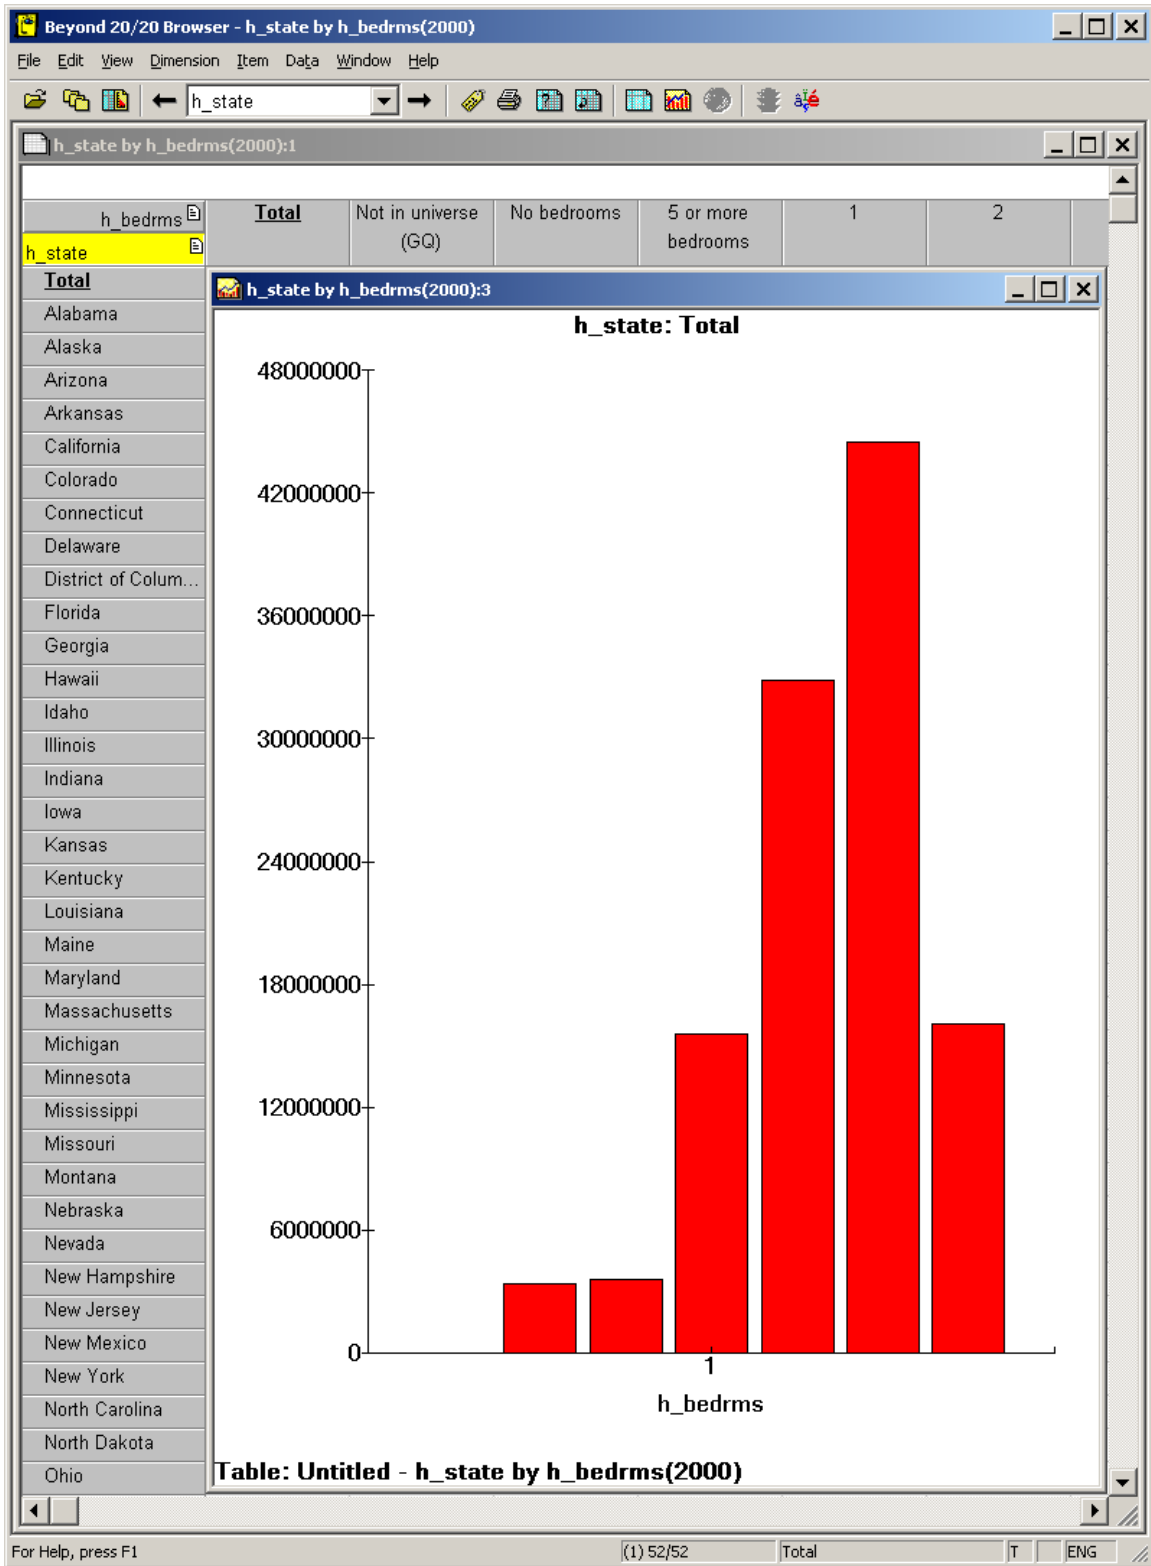 Beyond 20/20 Browser - h_state by h_bedrms(2000)
File Edit View Dimension Item Data Window Help
h_state
h_state by h_bedrms(2000):1
h_bedrms
h_state
Total
Not in universe
(GQ)
No bedrooms
5 or more
bedrooms
1
2
Total
Alabama
Alaska
Arizona
Arkansas
California
Colorado
Connecticut
Delaware
District of Colum...
Florida
Georgia
Hawaii
Idaho
Illinois
Indiana
Iowa
Kansas
Kentucky
Louisiana
Maine
Maryland
Massachusetts
Michigan
Minnesota
Mississippi
Missouri
Montana
Nebraska
Nevada
New Hampshire
New Jersey
New Mexico
New York
North Carolina
North Dakota
Ohio
h_state by h_bedrms(2000):3
h_state: Total
48000000
42000000
36000000
30000000
24000000
18000000
12000000
6000000
0
1
h_bedrms
Table: Untitled - h_state by h_bedrms(2000)
For Help, press F1
(1) 52/52
Total
T
ENG